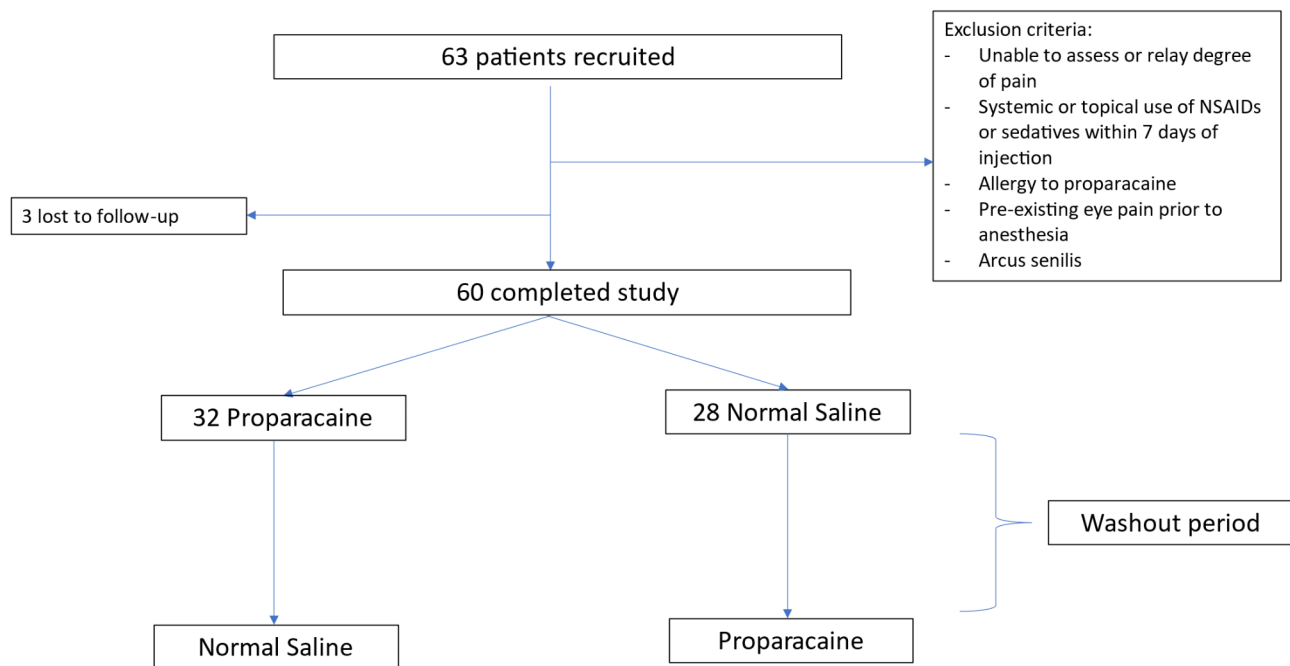 63 patients recruited
Exclusion criteria:
- Unable to assess or relay degree
of pain
- Systemic or topical use of NSAIDs
or sedatives within 7 days of
injection
- Allergy to proparacaine
- Pre-existing eye pain prior to
anesthesia
- Arcus senilis
3 lost to follow-up
60 completed study
32 Proparacaine
28 Normal Saline
Washout period
Normal Saline
Proparacaine